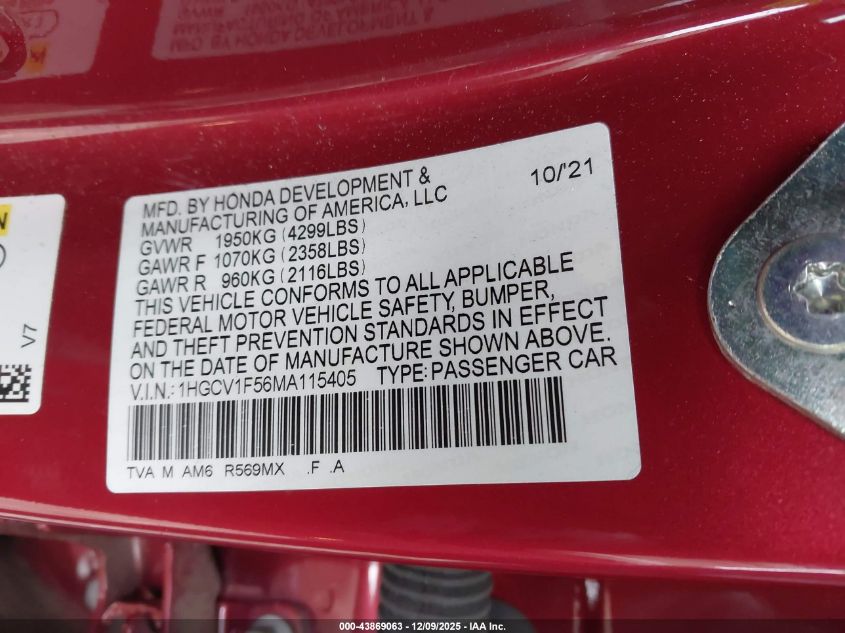 MFD. BY HONDA DEVELOPMENT &
MANUFACTURING OF AMERICA, LLC
10/'21
GVWR 1950KG (4299LBS)
GAWR F 1070KG (2358LBS)
GAWR R 960KG (2116LBS)
THIS VEHICLE CONFORMS TO ALL APPLICABLE
FEDERAL MOTOR VEHICLE SAFETY, BUMPER,
AND THEFT PREVENTION STANDARDS IN EFFECT
ON THE DATE OF MANUFACTURE SHOWN ABOVE.
V.I.N.: 1HGCV1F56MA115405 TYPE: PASSENGER CAR
TVA M AM6 R569MX .F .A
N
V7
000-43869063 - 12/09/2025 - IAA Inc.